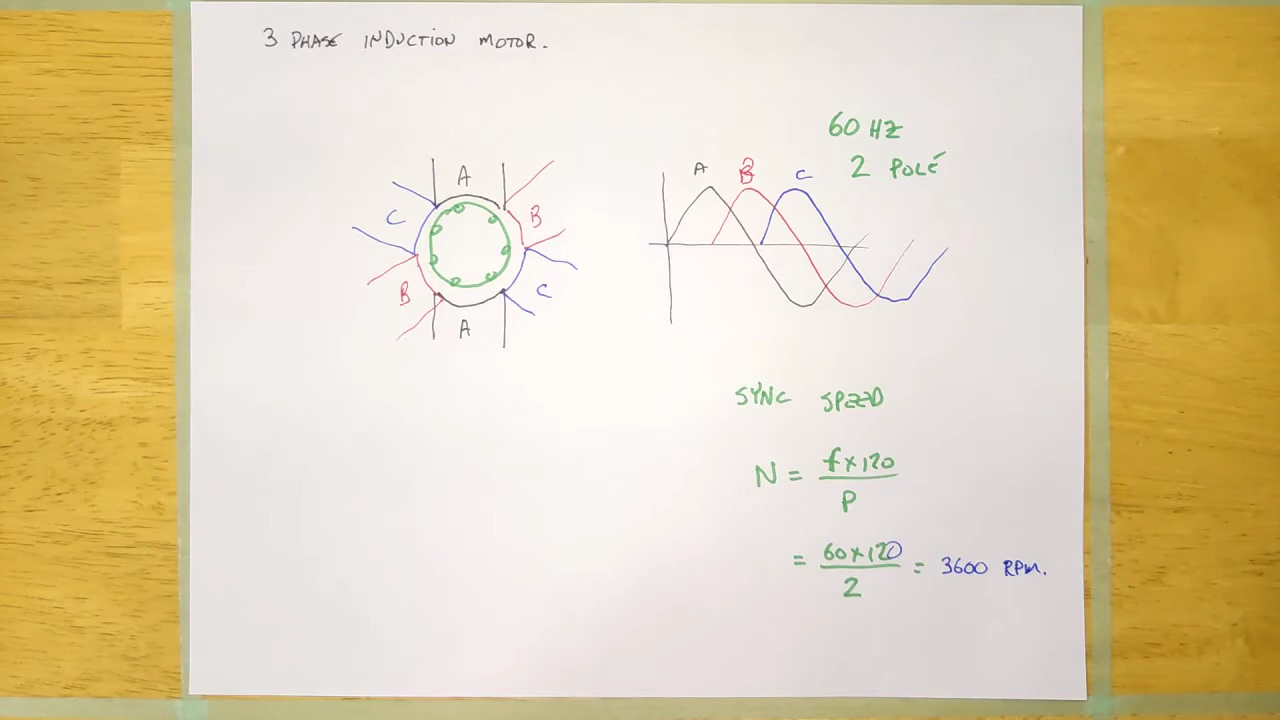 3 PHASE INDUCTION MOTOR.
60 HZ
2 POLE
A B C
A
C B
B C
A
SYNC SPEED
N = f x 120
P
= 60 x 120 = 3600 RPM.
2